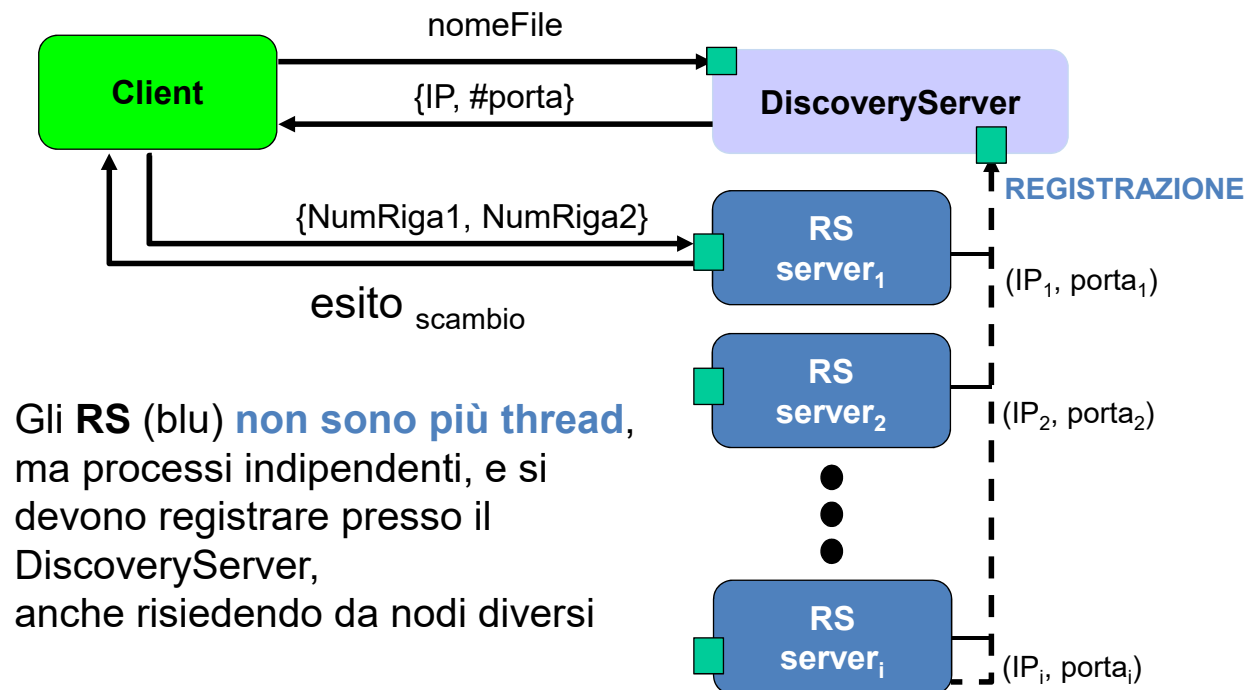 nomeFile
Client
{IP, #porta}
DiscoveryServer
REGISTRAZIONE
{NumRiga1, NumRiga2}
RS
server1
(IP1, porta1)
esito scambio
RS
server2
(IP2, porta2)
Gli RS (blu) non sono più thread,
ma processi indipendenti, e si
devono registrare presso il
DiscoveryServer,
anche risiedendo da nodi diversi
RS
serveri
(IPi, portai)